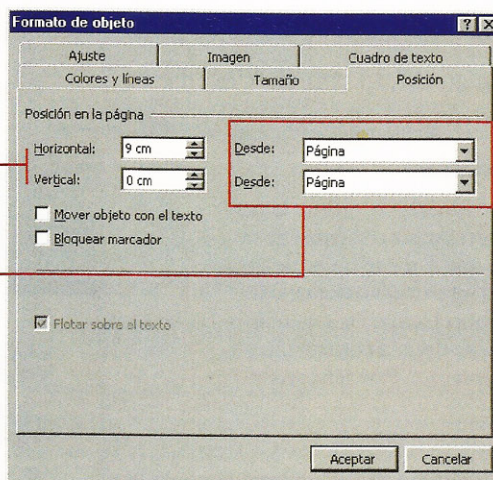 Formato de objeto
Ajuste Imagen Cuadro de texto
Colores y líneas Tamaño Posición
Posición en la página
Horizontal: 9 cm Desde: Página
Vertical: 0 cm Desde: Página
Mover objeto con el texto
Bloquear marcador
Flotar sobre el texto
Aceptar Cancelar